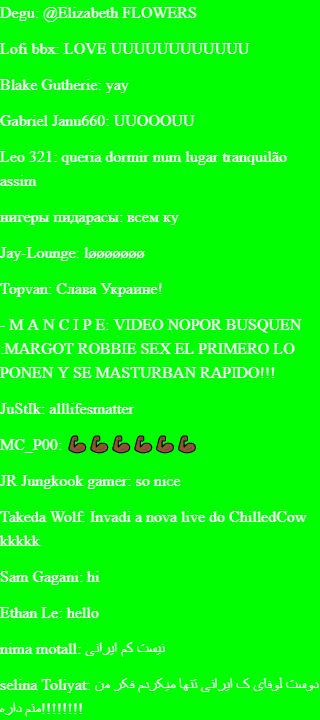 Degu: @Elizabeth FLOWERS
Lofi bbx: LOVE UUUUUUUUUUUU
Blake Gutherie: yay
Gabriel Janu660: UUOOOUU
Leo 321: queria dormir num lugar tranquilão
assim
нигеры пидарасы: всем ку
Jay-Lounge: løøøøøøø
Topvan: Слава Украине!
- M A N C I P E: VIDEO NOPOR BUSQUEN
:MARGOT ROBBIE SEX EL PRIMERO LO
PONEN Y SE MASTURBAN RAPIDO!!!
JuStIk: alllifesmatter
MC_P00: 💪🏾💪🏾💪🏾💪🏾💪🏾💪🏾
JR Jungkook gamer: so nice
Takeda Wolf: Invadi a nova live do ChilledCow
kkkkk
Sam Gagani: hi
Ethan Le: hello
nima motall: نیست کم ایرانی
selina Toliyat: دوست لوفای ک ایرانی تنها میکردم فکر من
منم داره!!!!!!!!